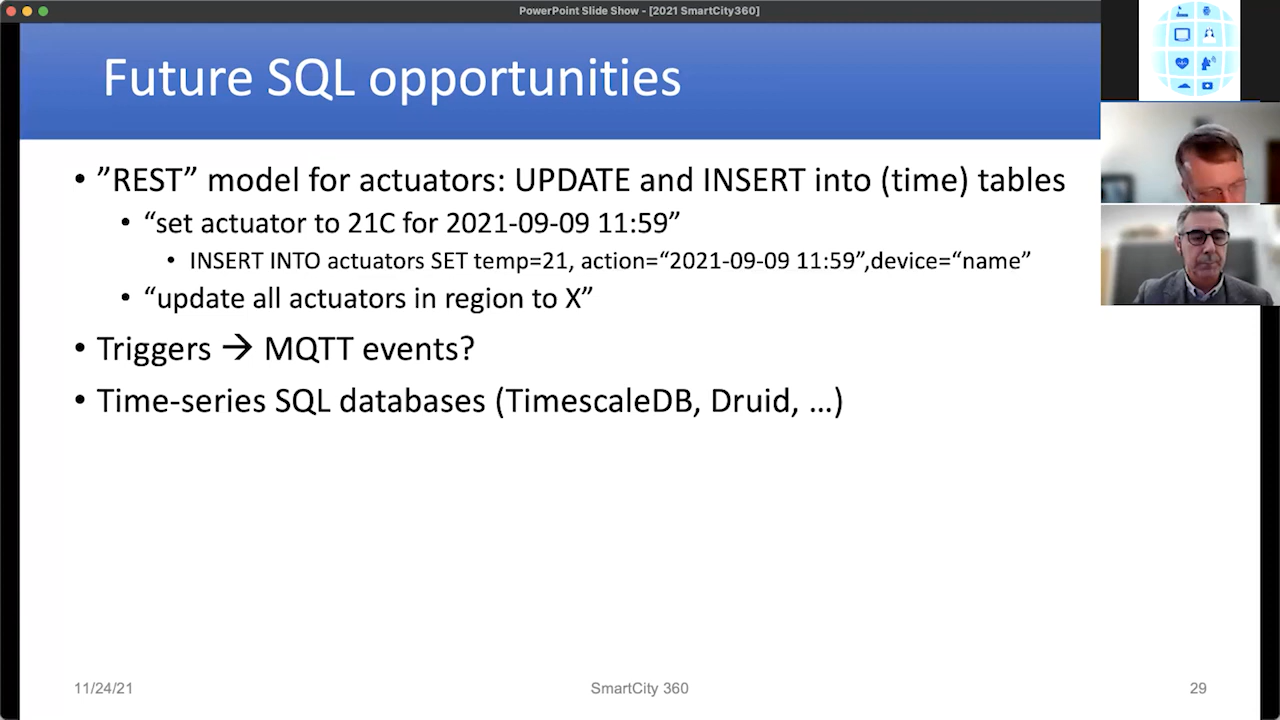 PowerPoint Slide Show - [2021 SmartCity360]
Future SQL opportunities
• ”REST” model for actuators: UPDATE and INSERT into (time) tables
• “set actuator to 21C for 2021-09-09 11:59”
• INSERT INTO actuators SET temp=21, action=“2021-09-09 11:59”,device=“name”
• “update all actuators in region to X”
• Triggers → MQTT events?
• Time-series SQL databases (TimescaleDB, Druid, …)
11/24/21
SmartCity 360
29